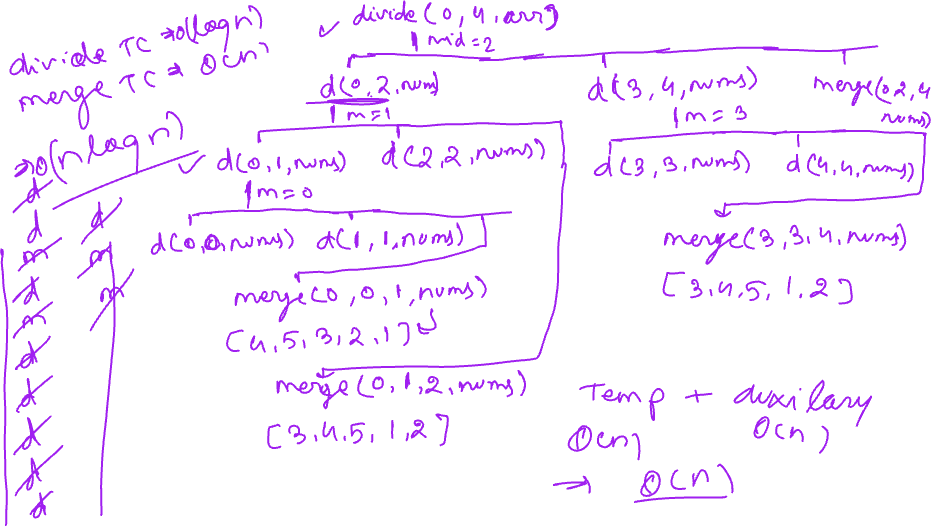 divide TC ⇒ O(logn)
merge TC ⇒ O(n)
⇒ O(n logn)
divide(0, 4, arr)
mid=2
d(0, 2, nums)
d(3, 4, nums)
merge(0 2, 4
nums)
m=1
m=3
d(0, 1, nums)
d(2, 2, nums)
d(3, 3, nums)
d(4, 4, nums)
m=0
d(0, 0, nums)
d(1, 1, nums)
merge(3, 3, 4, nums)
[3, 4, 5, 1, 2]
merge(0, 0, 1, nums)
[4, 5, 3, 2, 1]
merge(0, 1, 2, nums)
[3, 4, 5, 1, 2]
d
d d
m m
d m
m
d
d
d
d
d
Temp + auxilary
O(n) O(n)
→ O(n)